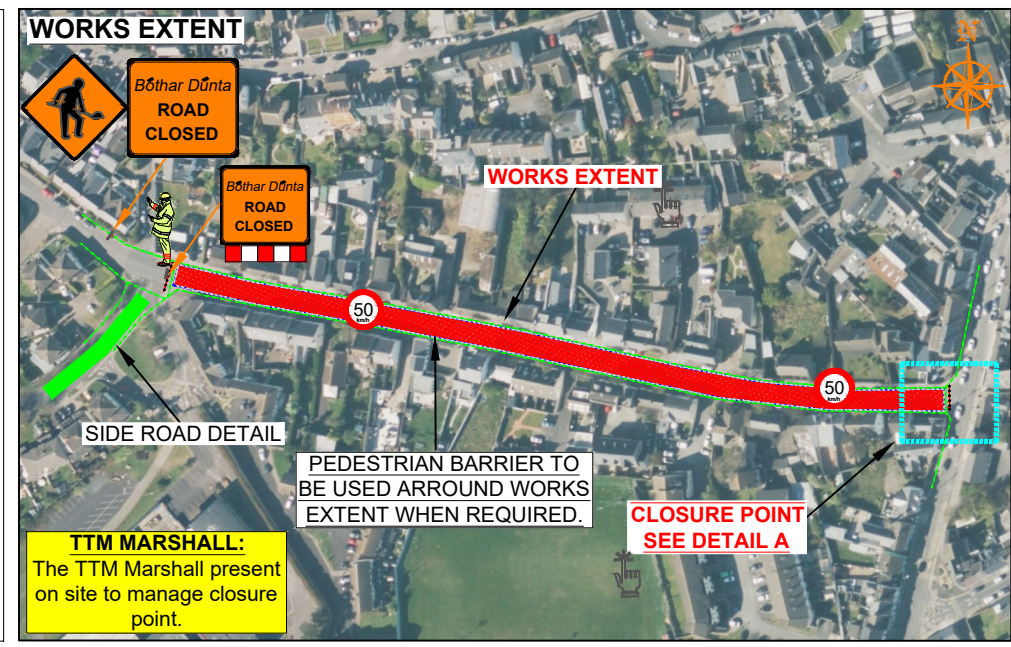 WORKS EXTENT
Bóthar Dúnta
ROAD
CLOSED
Bóthar Dúnta
ROAD
CLOSED
WORKS EXTENT
N
50
km/h
50
km/h
SIDE ROAD DETAIL
PEDESTRIAN BARRIER TO
BE USED ARROUND WORKS
EXTENT WHEN REQUIRED.
CLOSURE POINT
SEE DETAIL A
TTM MARSHALL:
The TTM Marshall present
on site to manage closure
point.